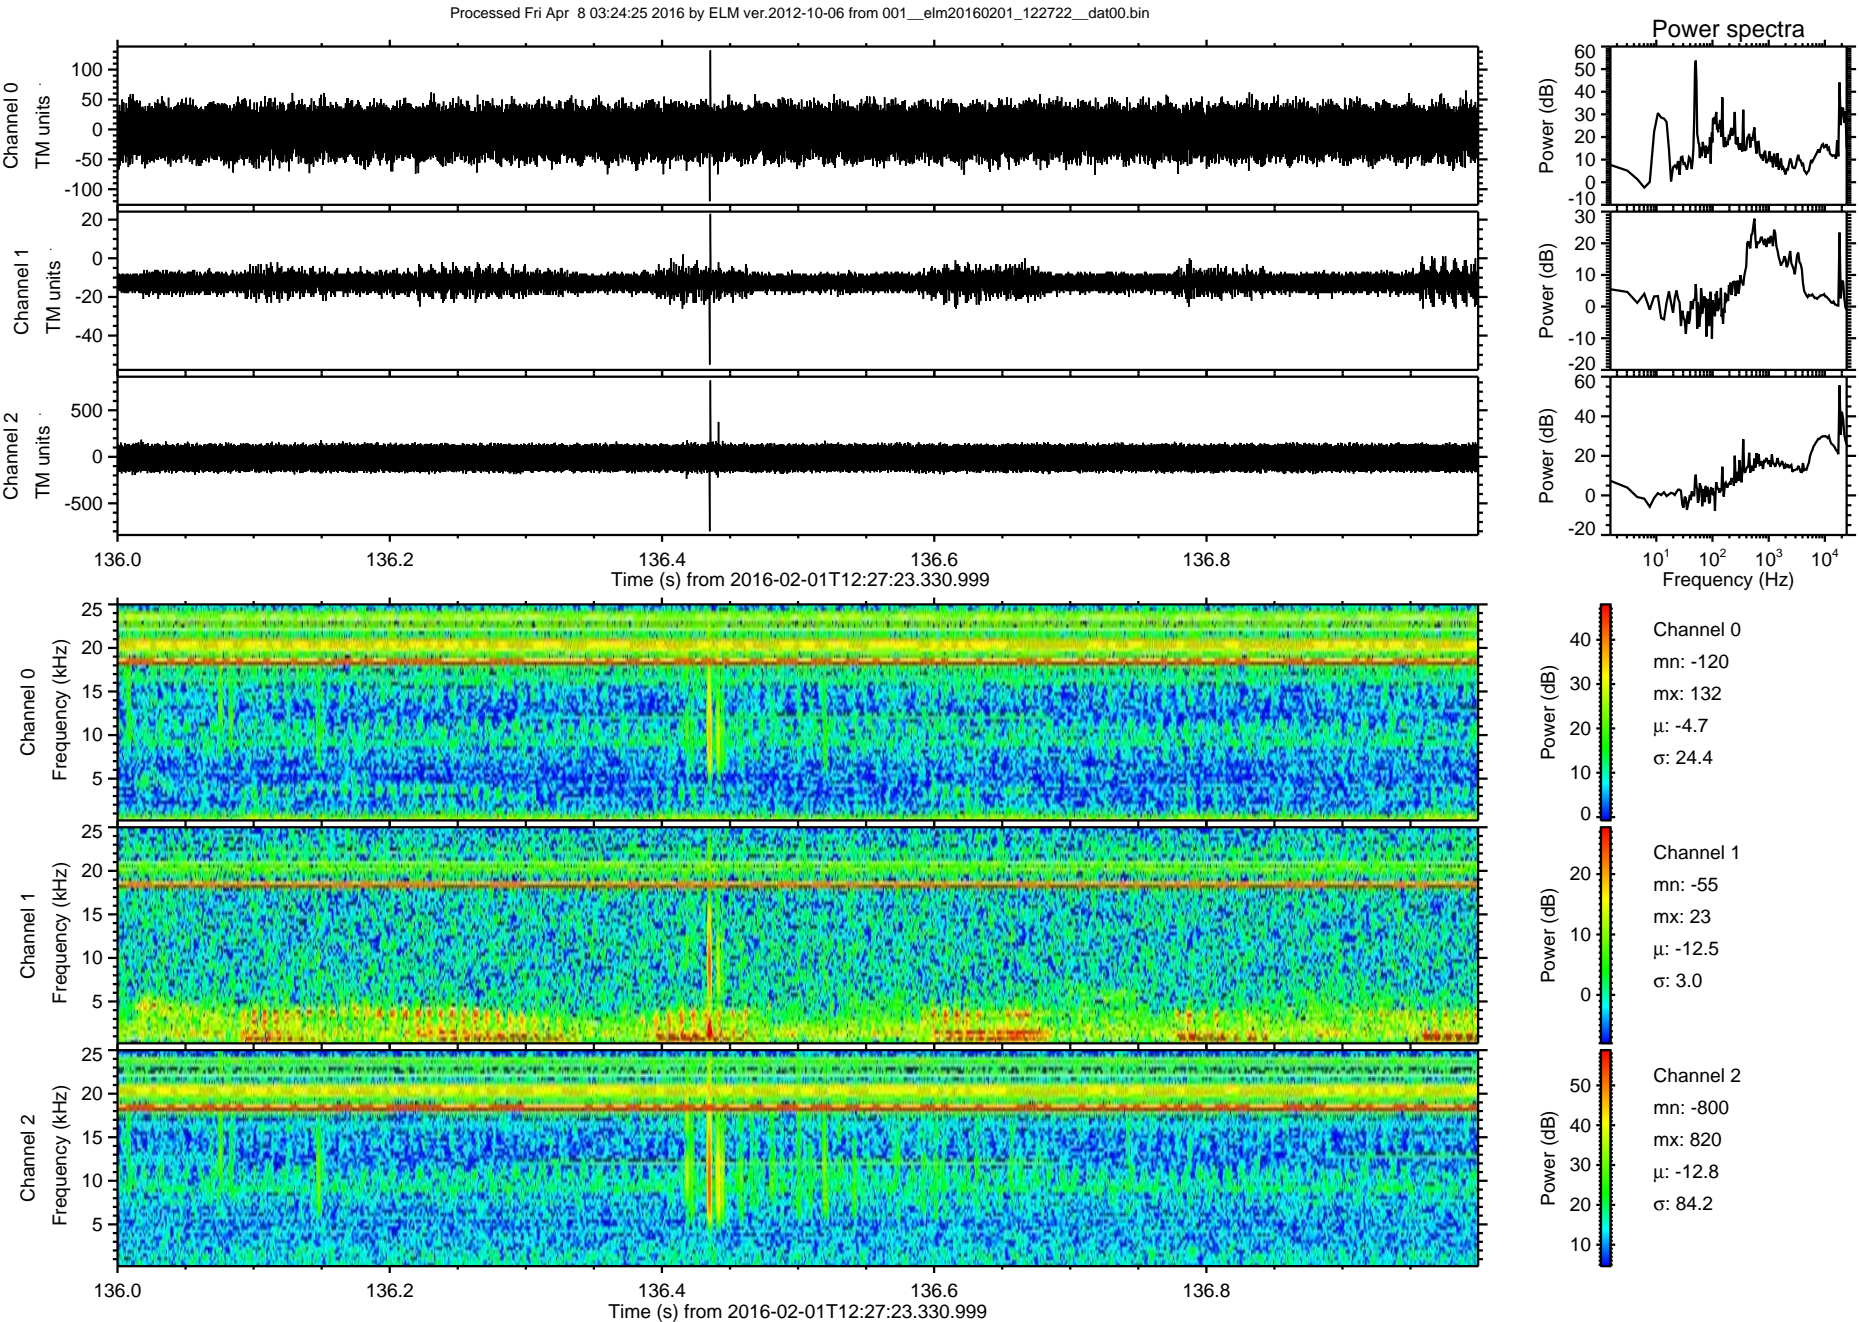 Processed Fri Apr  8 03:24:25 2016 by ELM ver.2012-10-06 from 001__elm20160201_122722__dat00.bin
Power spectra
Channel 0
TM units
100
50
0
-50
-100
Power (dB)
60
50
40
30
20
10
0
-10
Channel 1
TM units
20
0
-20
-40
Power (dB)
30
20
10
0
-10
-20
Channel 2
TM units
500
0
-500
Power (dB)
60
40
20
0
-20
136.0 136.2 136.4 136.6 136.8
Time (s) from 2016-02-01T12:27:23.330.999
10^1 10^2 10^3 10^4
Frequency (Hz)
Channel 0
Frequency (kHz)
25
20
15
10
5
Power (dB)
40
30
20
10
0
Channel 0
mn: -120
mx: 132
μ: -4.7
σ: 24.4
Channel 1
Frequency (kHz)
25
20
15
10
5
Power (dB)
20
10
0
Channel 1
mn: -55
mx: 23
μ: -12.5
σ: 3.0
Channel 2
Frequency (kHz)
25
20
15
10
5
Power (dB)
50
40
30
20
10
Channel 2
mn: -800
mx: 820
μ: -12.8
σ: 84.2
136.0 136.2 136.4 136.6 136.8
Time (s) from 2016-02-01T12:27:23.330.999